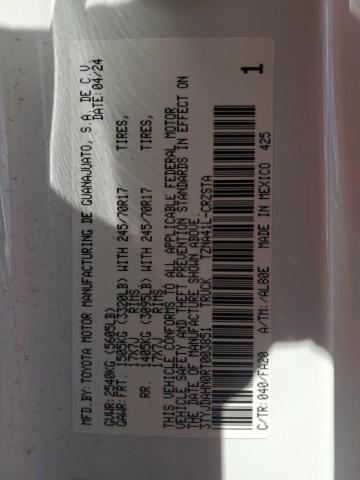 MFD.BY:TOYOTA MOTOR MANUFACTURING DE GUANAJUATO, S.A. DE C.V.
DATE:04/24
GVWR:2540KG (5605LB)
GAWR:FRT. 1505KG (3320LB) WITH 245/70R17 TIRES,
17X7J RIMS
RR. 1405KG (3095LB) WITH 245/70R17 TIRES,
17X7J RIMS
THIS VEHICLE CONFORMS TO ALL APPLICABLE FEDERAL MOTOR
VEHICLE SAFETY AND THEFT PREVENTION STANDARDS IN EFFECT ON
THE DATE OF MANUFACTURE SHOWN ABOVE.
TRUCK TZNA41L-CRZSTA
C/TR:040/FA20 A/TM:-/AL80E MADE IN MEXICO 425
1